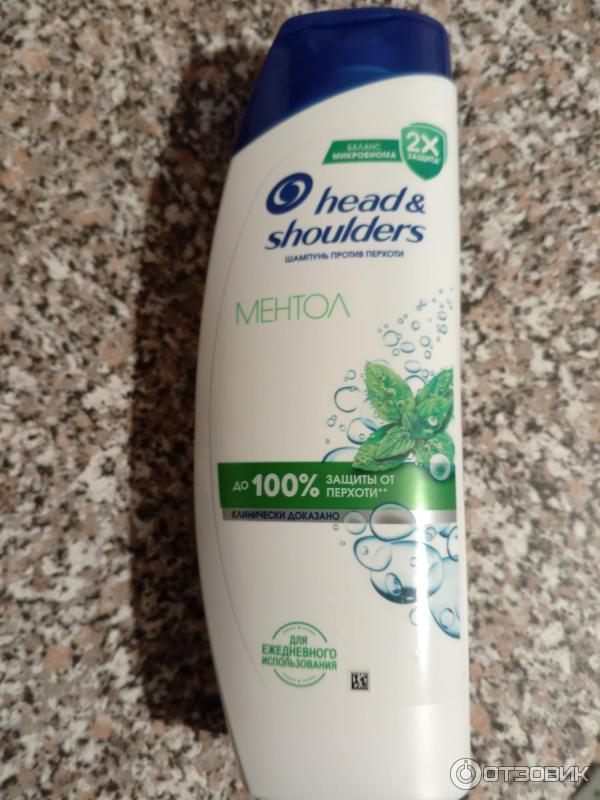 БАЛАНС
МИКРОБИОМА
2X
ЗАЩИТА*
head &
shoulders
ШАМПУНЬ ПРОТИВ ПЕРХОТИ
МЕНТОЛ
ДО 100% ЗАЩИТЫ ОТ
ПЕРХОТИ**
КЛИНИЧЕСКИ ДОКАЗАНО
ДЛЯ
ЕЖЕДНЕВНОГО
ИСПОЛЬЗОВАНИЯ
ОТЗОВИК